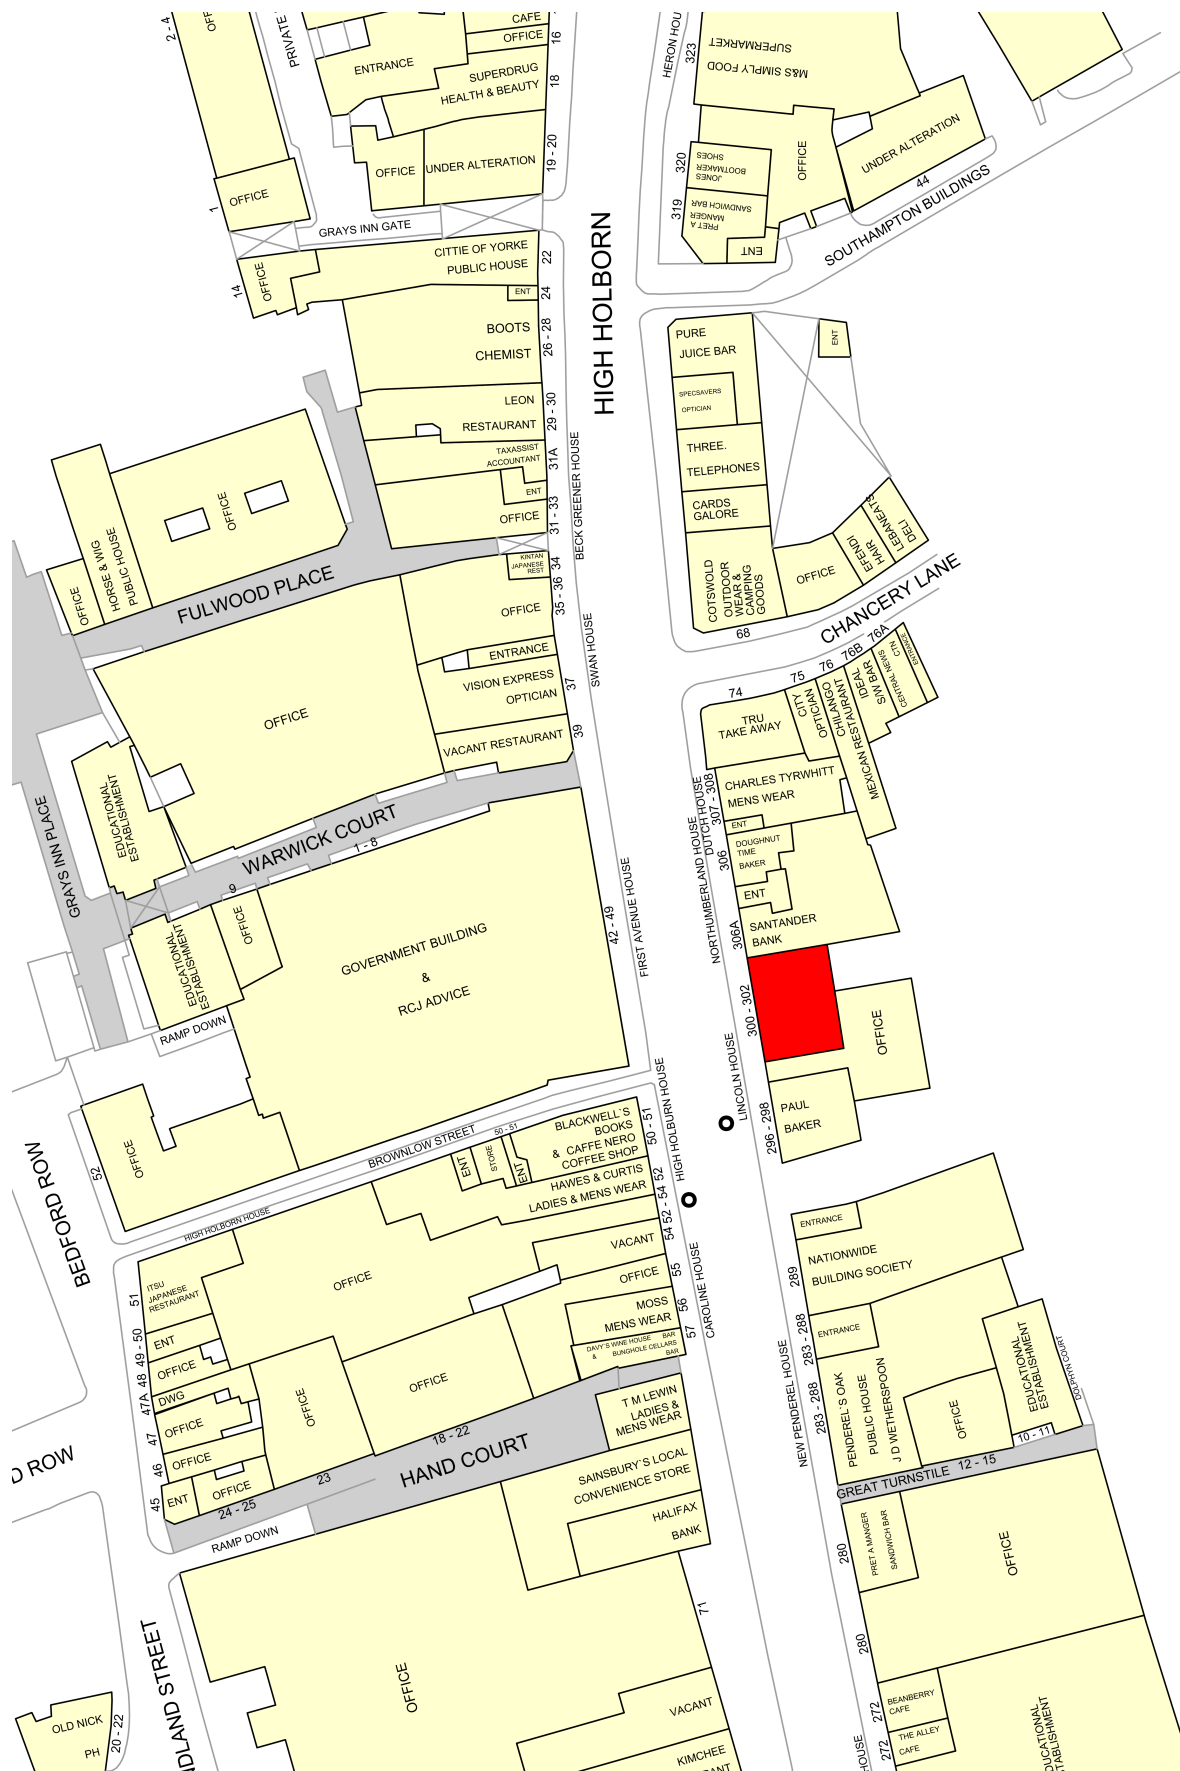 2 - 4
OFF
PRIVATE
CAFE
OFFICE
16
ENTRANCE
SUPERDRUG
HEALTH & BEAUTY
18
OFFICE
UNDER ALTERATION
19 - 20
OFFICE
1
GRAYS INN GATE
HERON HOU
323
M&S SIMPLY FOOD
SUPERMARKET
320
JONES
BOOTMAKER
SHOES
319
PRET A
MANGER
SANDWICH BAR
ENT
OFFICE
UNDER ALTERATION
44
SOUTHAMPTON BUILDINGS
HIGH HOLBORN
14
OFFICE
CITTIE OF YORKE
PUBLIC HOUSE
22
ENT
24
BOOTS
CHEMIST
26 - 28
LEON
RESTAURANT
29 - 30
TAXASSIST
ACCOUNTANT
31A
ENT
OFFICE
31 - 33
BECK GREENER HOUSE
KINTAN
JAPANESE
REST
34
OFFICE
35 - 36
ENTRANCE
SWAN HOUSE
VISION EXPRESS
OPTICIAN
37
VACANT RESTAURANT
39
OFFICE
HORSE & WIG
PUBLIC HOUSE
OFFICE
FULWOOD PLACE
OFFICE
PURE
JUICE BAR
SPECSAVERS
OPTICIAN
THREE.
TELEPHONES
CARDS
GALORE
COTSWOLD
OUTDOOR
WEAR &
CAMPING
GOODS
ENT
OFFICE
EFENDI
HAIR
LEBANEATS
DELI
68
CHANCERY LANE
74
75
76
76B
76A
TRU
TAKE AWAY
CITY
OPTICIAN
CHILANGO
MEXICAN RESTAURANT
IDEAL
S/W BAR
CENTRAL NEWS
CTN
ENTRANCE
CHARLES TYRWHITT
MENS WEAR
307 - 308
DUTCH HOUSE
ENT
DOUGHNUT
TIME
BAKER
306
NORTHUMBERLAND HOUSE
ENT
SANTANDER
BANK
306A
300 - 302
OFFICE
LINCOLN HOUSE
PAUL
BAKER
296 - 298
EDUCATIONAL
ESTABLISHMENT
GRAYS INN PLACE
WARWICK COURT
1 - 8
9
OFFICE
EDUCATIONAL
ESTABLISHMENT
RAMP DOWN
GOVERNMENT BUILDING
&
RCJ ADVICE
42 - 49
FIRST AVENUE HOUSE
OFFICE
52
BEDFORD ROW
BROWNLOW STREET
HIGH HOLBORN HOUSE
50 - 51
ENT
STORE
ENT
BLACKWELL`S
BOOKS
& CAFFE NERO
COFFEE SHOP
50 - 51
HIGH HOLBURN HOUSE
HAWES & CURTIS
LADIES & MENS WEAR
52
52 - 54
54
VACANT
OFFICE
55
MOSS
MENS WEAR
56
57
CAROLINE HOUSE
DAVY`S WINE HOUSE BAR
& BUNGHOLE CELLARS
BAR
ITSU
JAPANESE
RESTAURANT
51
ENT
49 - 50
OFFICE
48
DWG
47A
OFFICE
47
OFFICE
46
ENT
OFFICE
45
OFFICE
OFFICE
OFFICE
18 - 22
23
24 - 25
HAND COURT
RAMP DOWN
T M LEWIN
LADIES &
MENS WEAR
SAINSBURY`S LOCAL
CONVENIENCE STORE
HALIFAX
BANK
ENTRANCE
NATIONWIDE
BUILDING SOCIETY
289
ENTRANCE
283 - 288
283 - 288
NEW PENDEREL HOUSE
PENDEREL`S OAK
PUBLIC HOUSE
J D WETHERSPOON
OFFICE
EDUCATIONAL
ESTABLISHMENT
DOLPHYN COURT
10 - 11
GREAT TURNSTILE
12 - 15
280
PRET A MANGER
SANDWICH BAR
OFFICE
280
272
BEANBERRY
CAFE
272
THE ALLEY
CAFE
HOUSE
DUCATIONAL
STABLISHMENT
D ROW
NDLAND STREET
OLD NICK
PH
20 - 22
OFFICE
71
VACANT
KIMCHEE
RANT